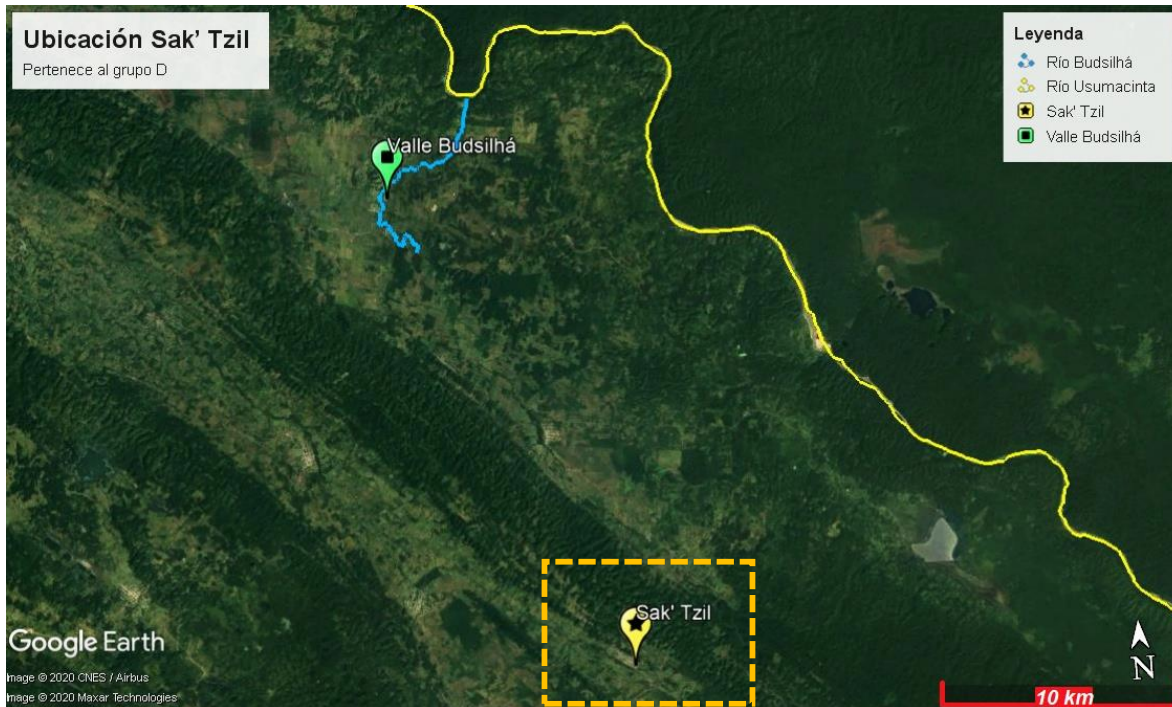 Ubicación Sak' Tzil
Pertenece al grupo D
Leyenda
Río Budsilhá
Río Usumacinta
Sak' Tzil
Valle Budsilhá
Valle Budsilhá
Sak' Tzil
Google Earth
Image © 2020 CNES / Airbus
Image © 2020 Maxar Technologies
N
10 km